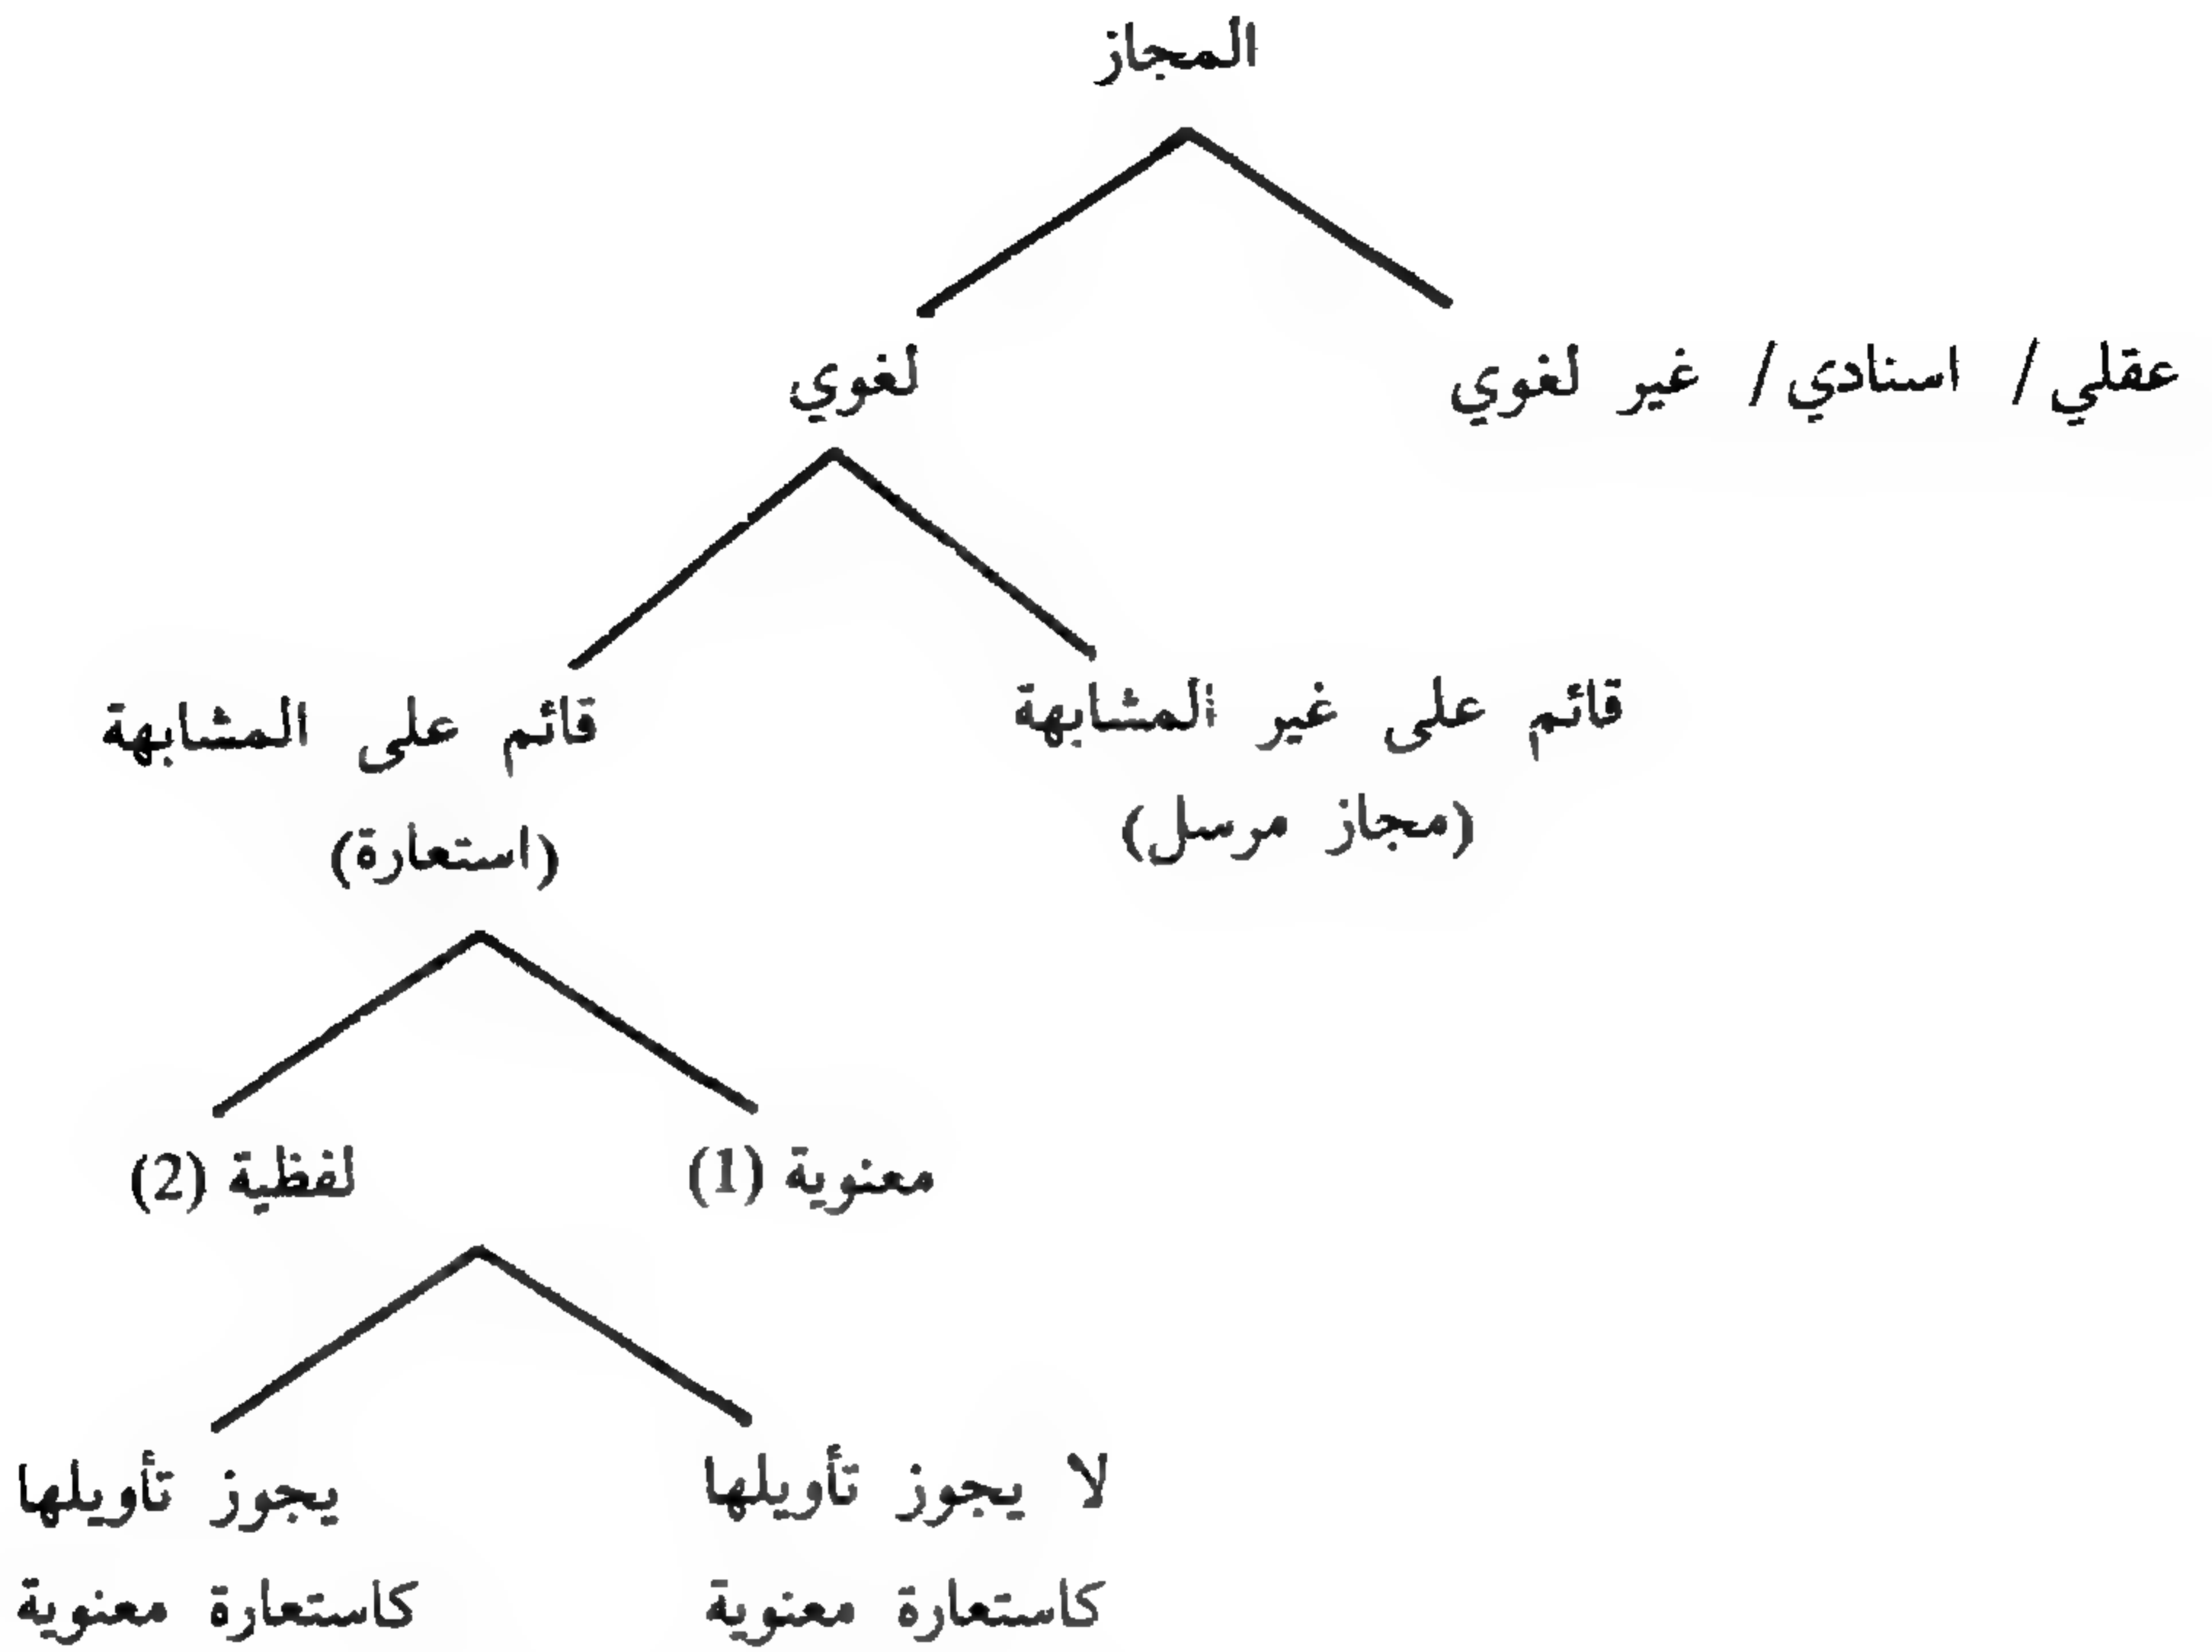 المجاز
عقلي / اسنادي / غير لغوي
لغوي
قائم على غير المشابهة
(مجاز مرسل)
قائم على المشابهة
(استعارة)
معنوية (1)
لفظية (2)
لا يجوز تأويلها
كاستعارة معنوية
يجوز تأويلها
كاستعارة معنوية